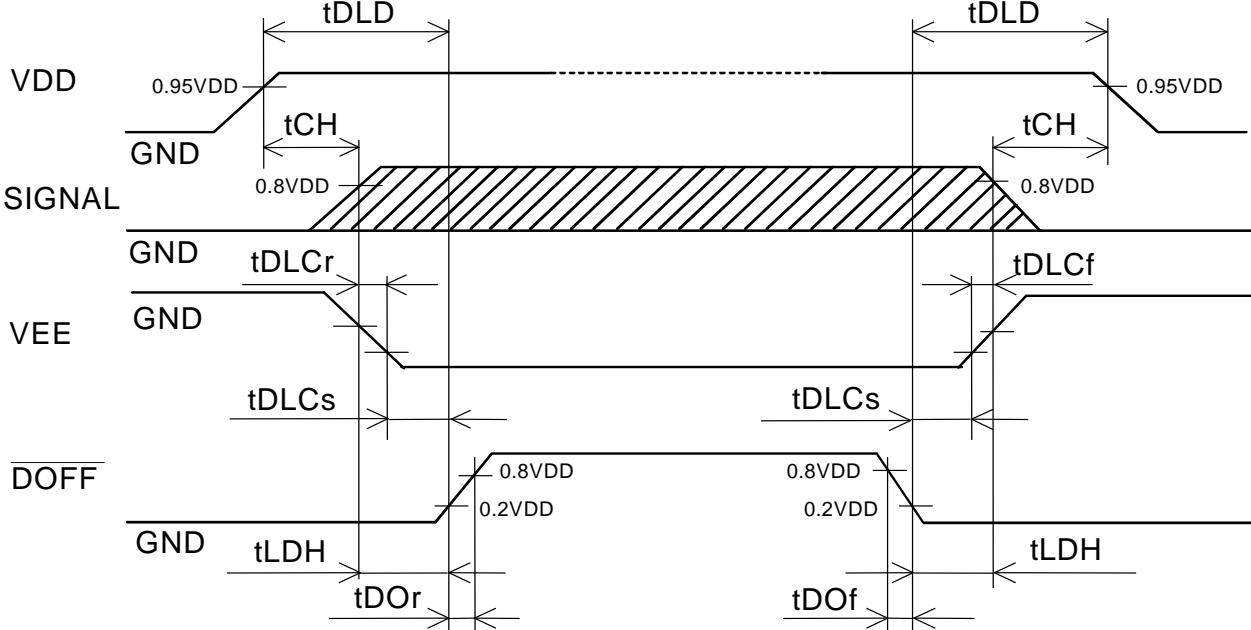 tDLD tDLD
VDD 0.95VDD 0.95VDD
tCH tCH
GND
0.8VDD 0.8VDD
SIGNAL
GND
tDLCr tDLCf
GND
VEE
tDLCs tDLCs
DOFF 0.8VDD 0.8VDD
0.2VDD 0.2VDD
GND
tLDH tLDH
tDOr tDOf